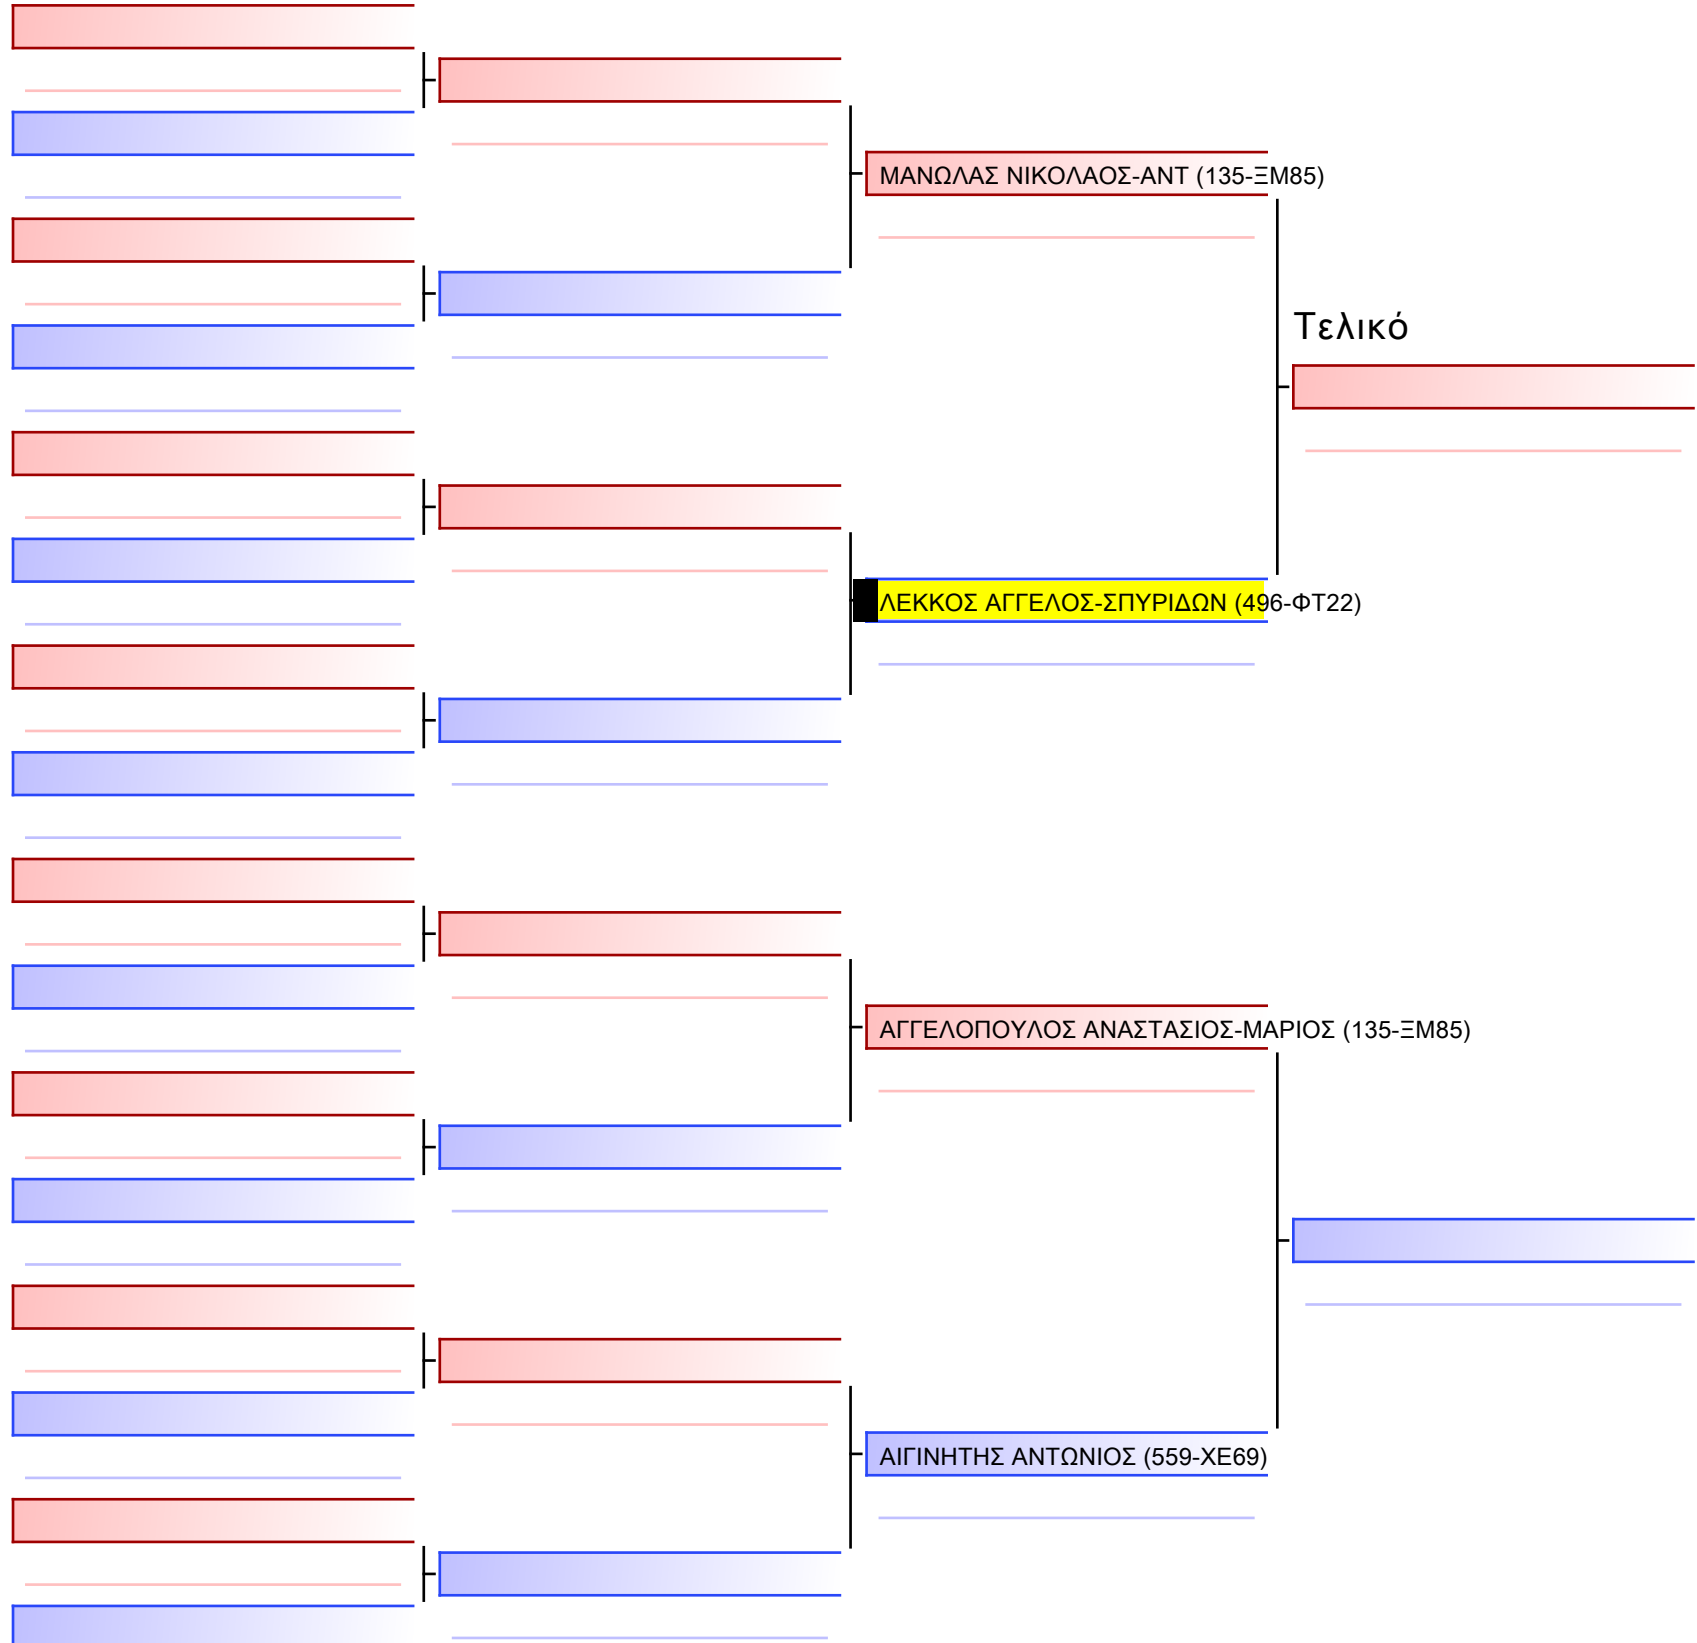 ΜΑΝΩΛΑΣ ΝΙΚΟΛΑΟΣ-ΑΝΤ (135-ΞΜ85)
Τελικό
ΛΕΚΚΟΣ ΑΓΓΕΛΟΣ-ΣΠΥΡΙΔΩΝ (496-ΦΤ22)
ΑΓΓΕΛΟΠΟΥΛΟΣ ΑΝΑΣΤΑΣΙΟΣ-ΜΑΡΙΟΣ (135-ΞΜ85)
ΑΙΓΙΝΗΤΗΣ ΑΝΤΩΝΙΟΣ (559-ΧΕ69)